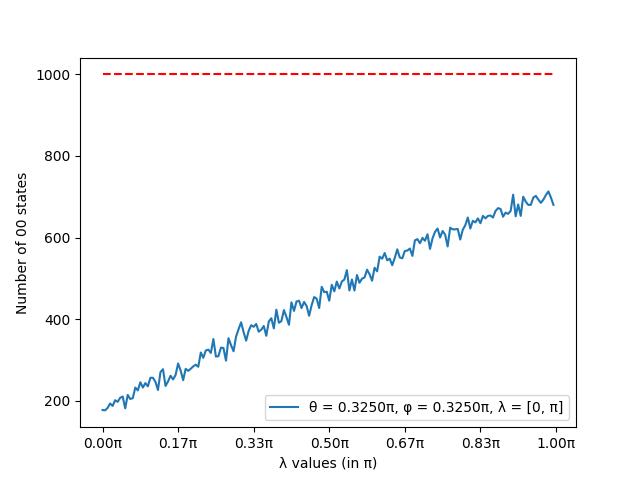 1000
800
600
400
200
Number of 00 states
θ = 0.3250π, φ = 0.3250π, λ = [0, π]
0.00π 0.17π 0.33π 0.50π 0.67π 0.83π 1.00π
λ values (in π)